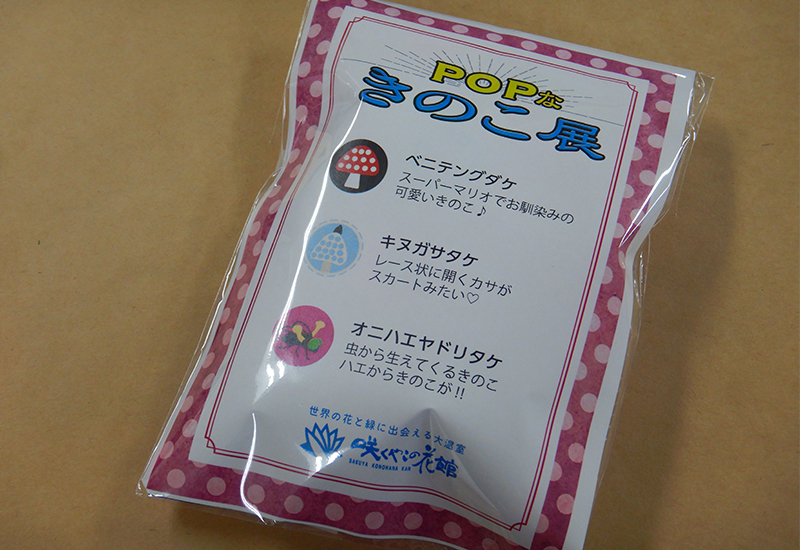 POPな
きのこ展
ベニテングダケ
スーパーマリオでお馴染みの
可愛いきのこ♪
キヌガサタケ
レース状に開くカサが
スカートみたい♡
オニハエヤドリタケ
虫から生えてくるきのこ
ハエからきのこが!!
世界の花と緑に出会える大温室
咲くやこの花館
SAKUYA KONOHANA KAN